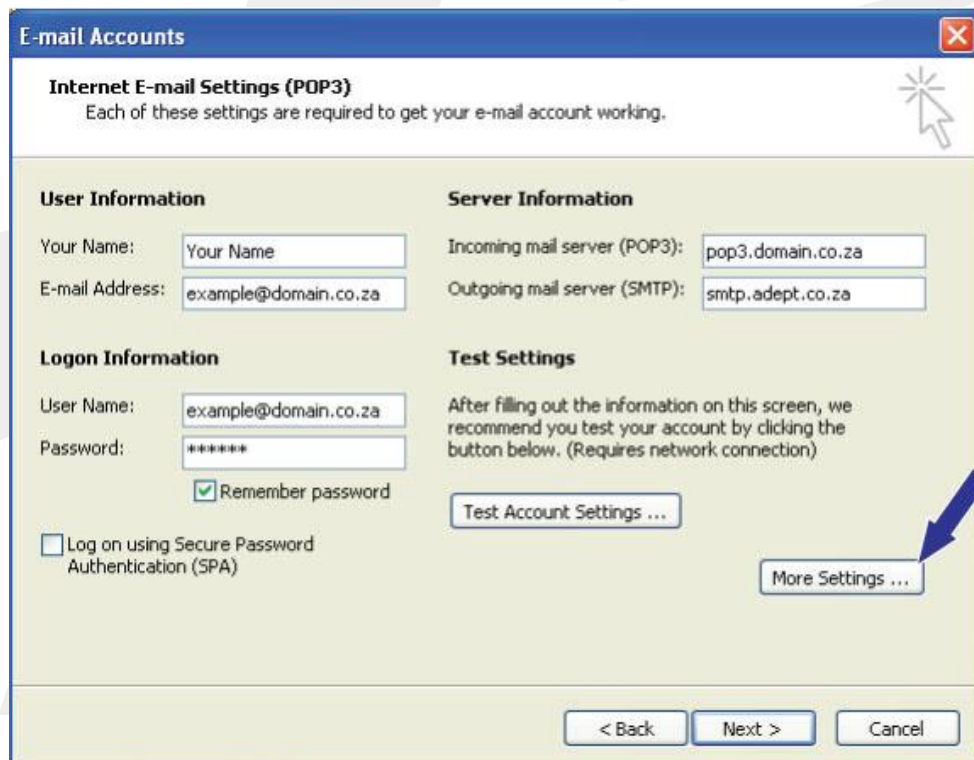 E-mail Accounts
Internet E-mail Settings (POP3)
Each of these settings are required to get your e-mail account working.
User Information
Your Name: Your Name
E-mail Address: example@domain.co.za
Server Information
Incoming mail server (POP3): pop3.domain.co.za
Outgoing mail server (SMTP): smtp.adept.co.za
Logon Information
User Name: example@domain.co.za
Password: ******
Remember password
Log on using Secure Password
Authentication (SPA)
Test Settings
After filling out the information on this screen, we
recommend you test your account by clicking the
button below. (Requires network connection)
Test Account Settings ...
More Settings ...
< Back Next > Cancel